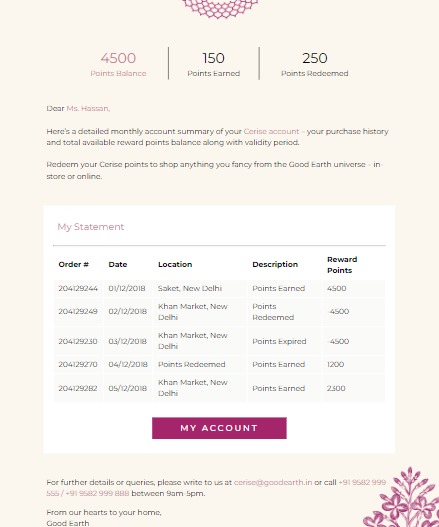 4500 150 250
Points Balance Points Earned Points Redeemed
Dear Ms. Hassan,
Here's a detailed monthly account summary of your Cerise account – your purchase history
and total available reward points balance along with validity period.
Redeem your Cerise points to shop anything you fancy from the Good Earth universe – in-
store or online.
My Statement
Order # Date Location Description Reward
Points
204129244 01/12/2018 Saket, New Delhi Points Earned 4500
204129249 02/12/2018 Khan Market, New Points -4500
Delhi Redeemed
204129230 03/12/2018 Khan Market, New Points Expired -4500
Delhi
204129270 04/12/2018 Points Redeemed Points Earned 1200
204129282 05/12/2018 Khan Market, New Points Earned 2300
Delhi
MY ACCOUNT
For further details or queries, please write to us at cerise@goodearth.in or call +91 9582 999
555 / +91 9582 999 888 between 9am-5pm.
From our hearts to your home,
Good Earth